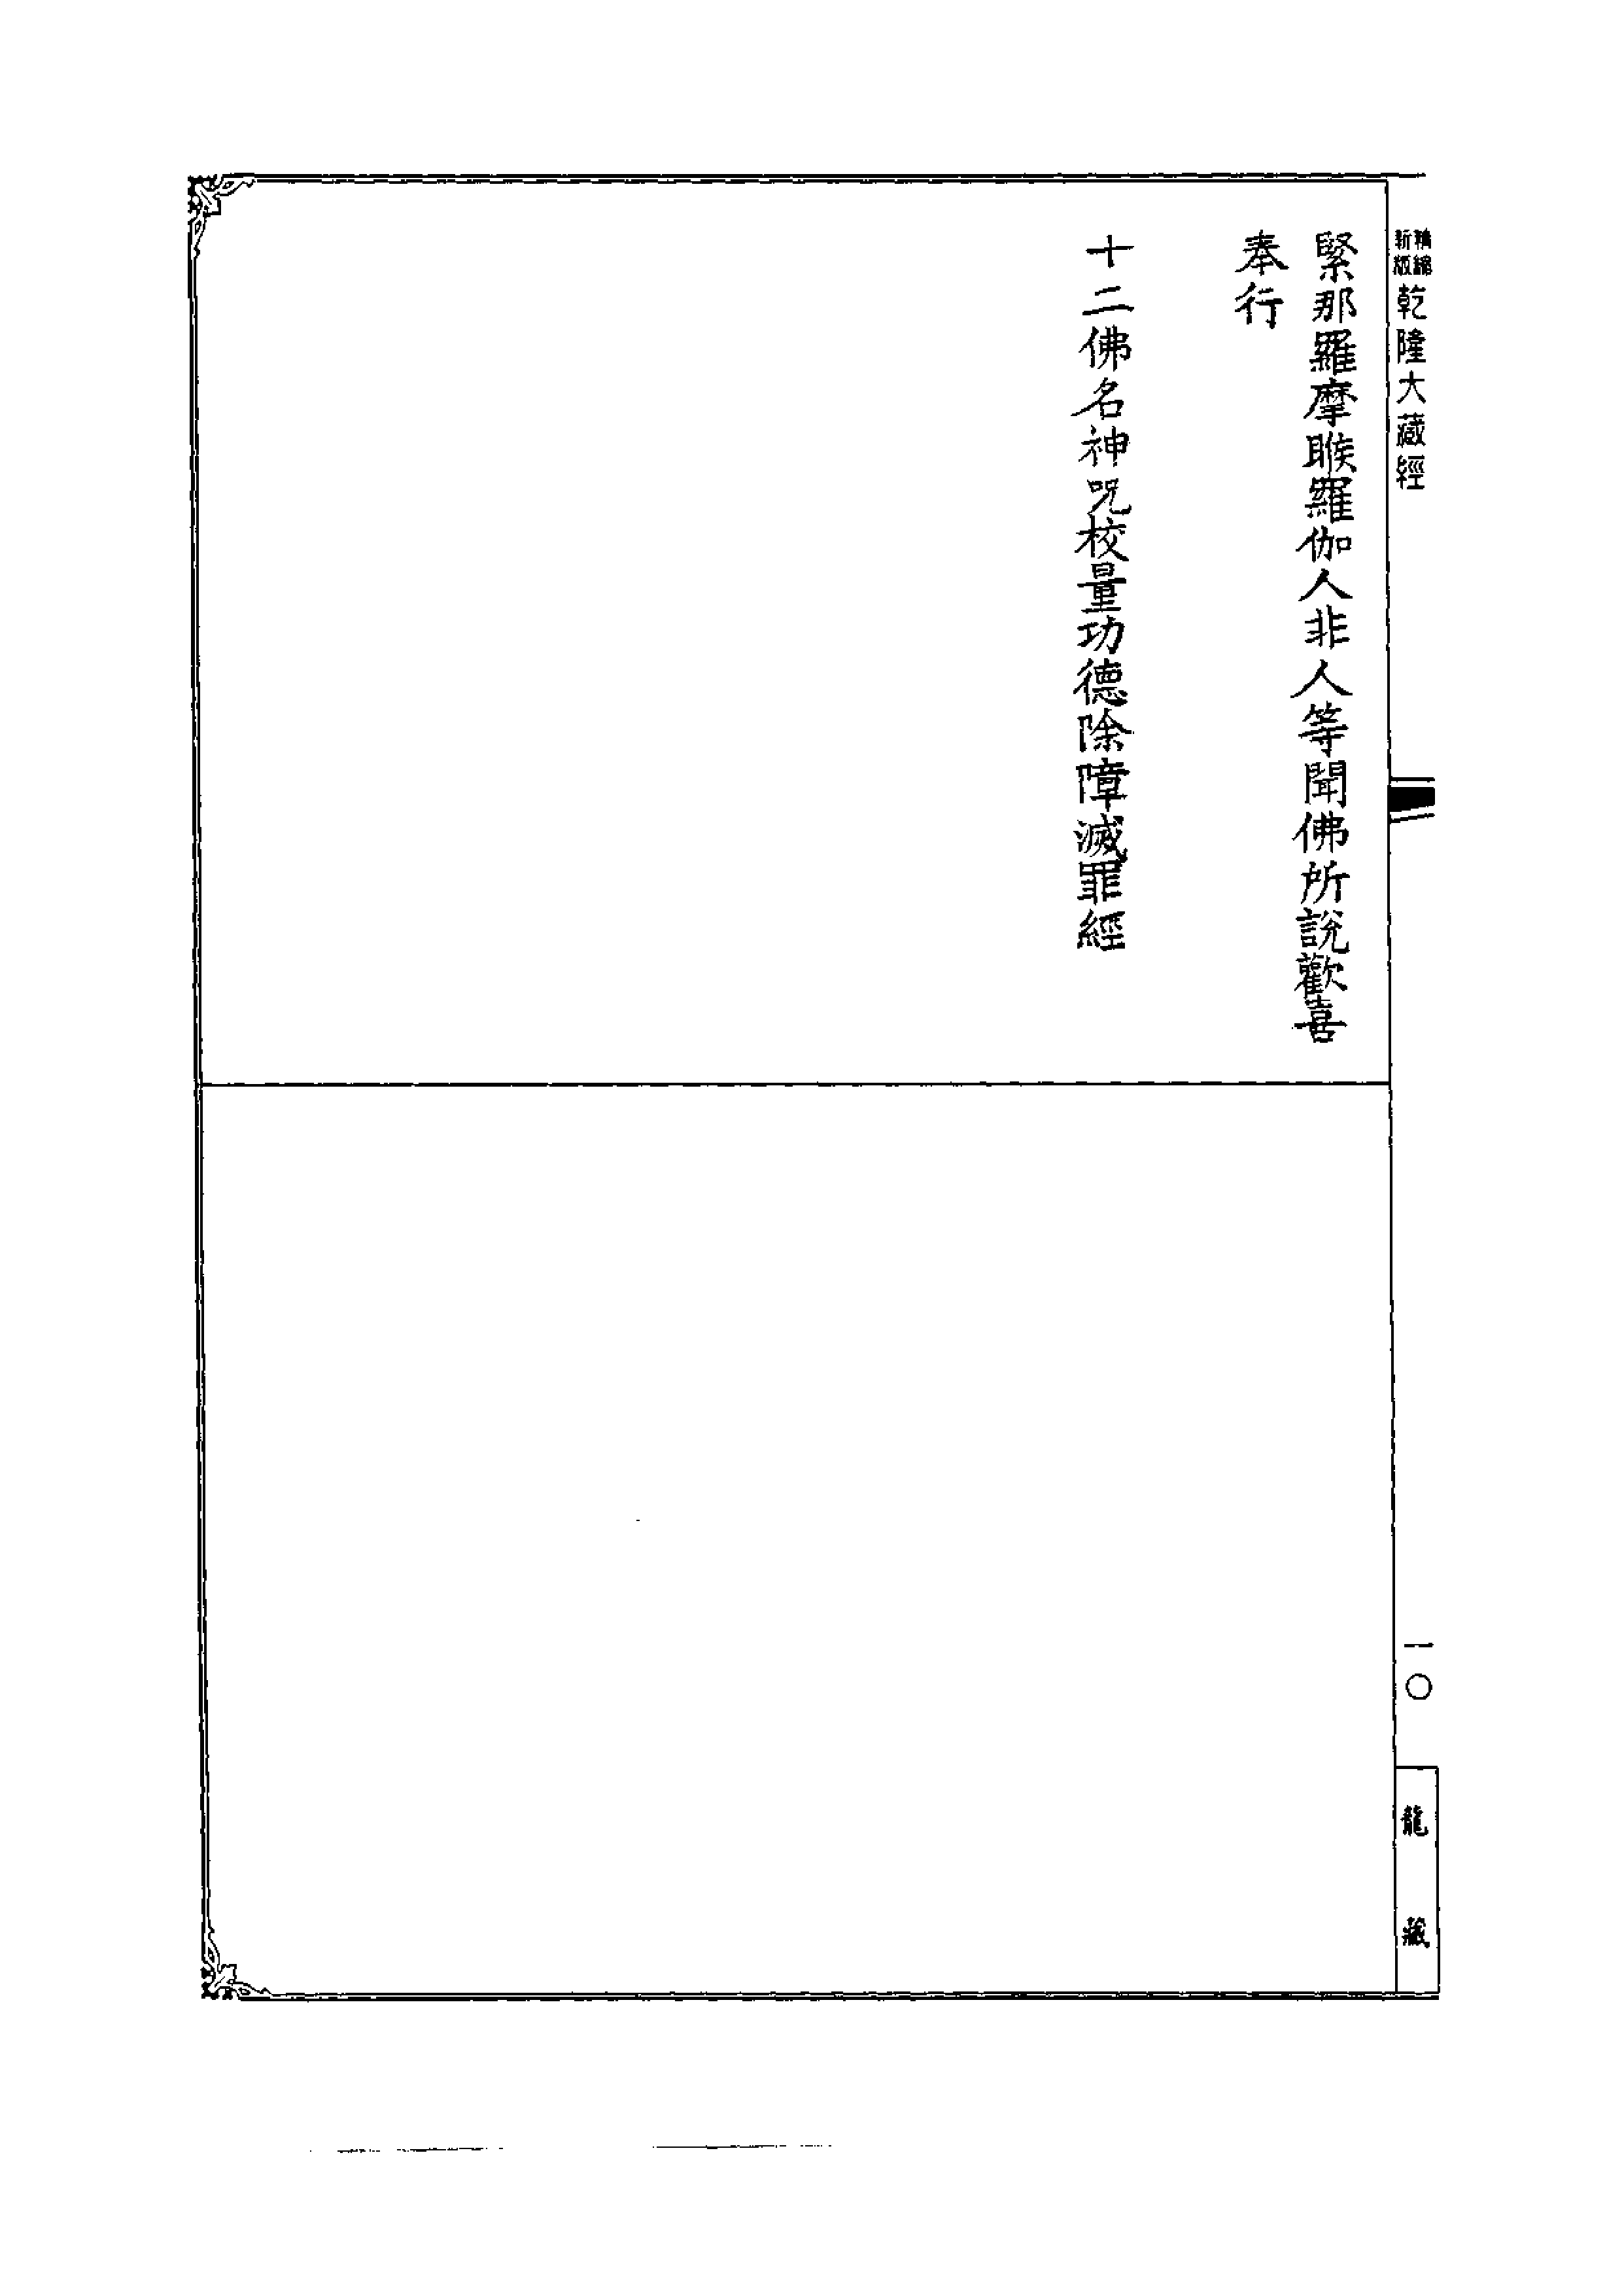 精縮新版乾隆大藏經
一〇
龍藏
緊那羅摩睺羅伽人非人等聞佛所說歡喜
奉行
十二佛名神咒校量功德除障滅罪經